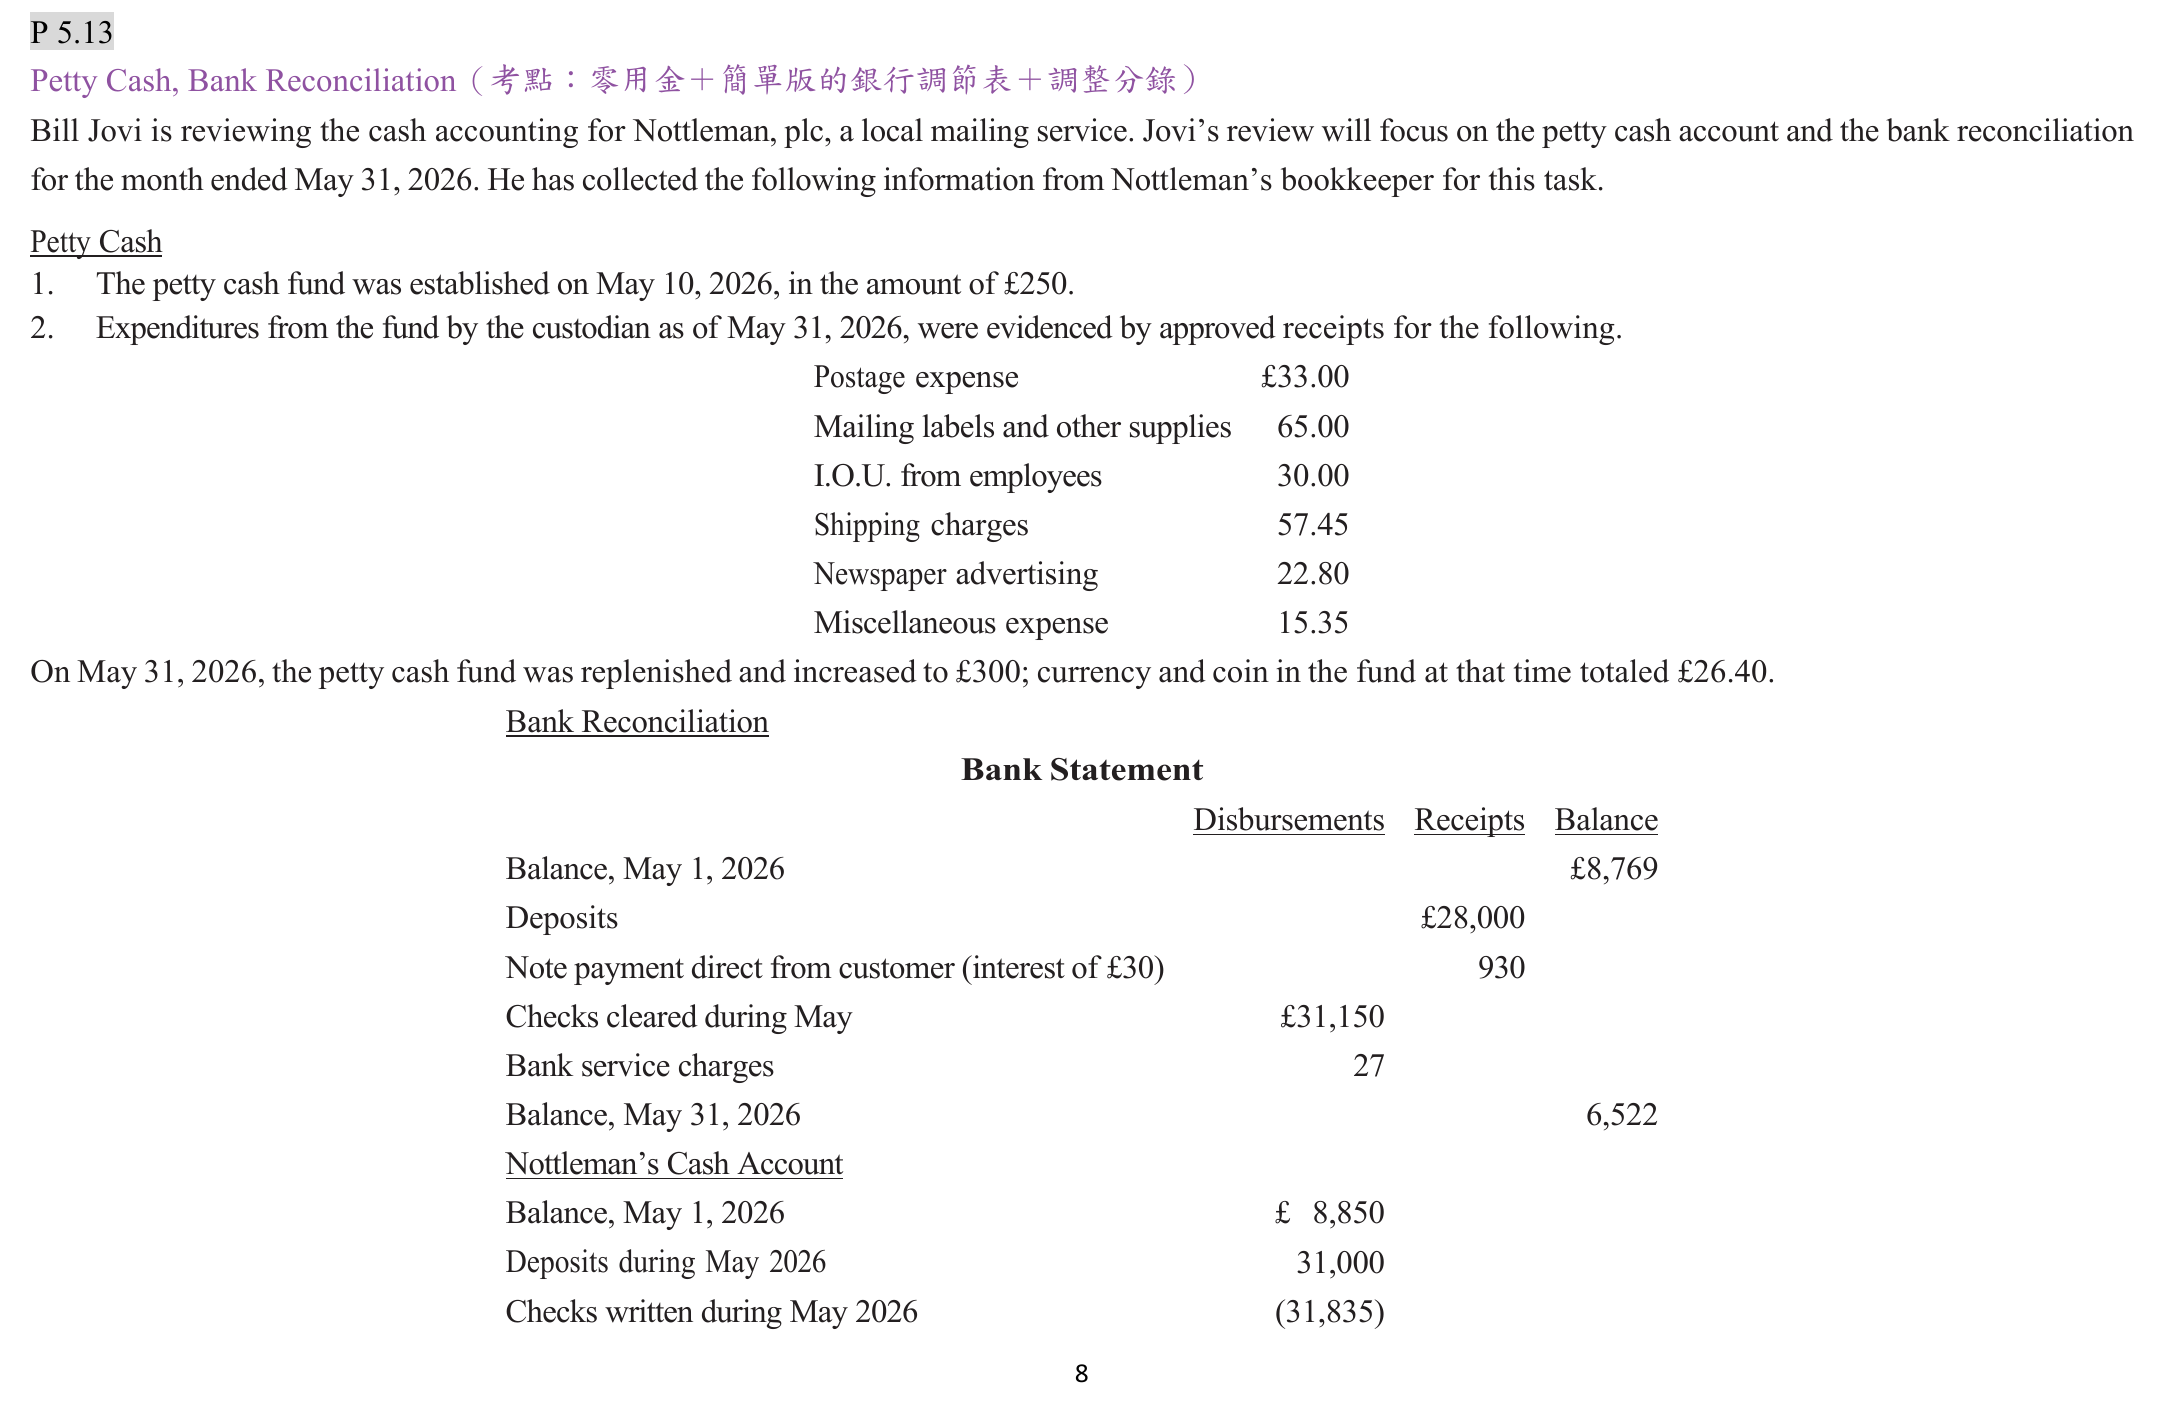 P 5.13
Petty Cash, Bank Reconciliation（考點：零用金＋簡單版的銀行調節表＋調整分錄）
Bill Jovi is reviewing the cash accounting for Nottleman, plc, a local mailing service. Jovi’s review will focus on the petty cash account and the bank reconciliation
for the month ended May 31, 2026. He has collected the following information from Nottleman’s bookkeeper for this task.
Petty Cash
1. The petty cash fund was established on May 10, 2026, in the amount of £250.
2. Expenditures from the fund by the custodian as of May 31, 2026, were evidenced by approved receipts for the following.
Postage expense £33.00
Mailing labels and other supplies 65.00
I.O.U. from employees 30.00
Shipping charges 57.45
Newspaper advertising 22.80
Miscellaneous expense 15.35
On May 31, 2026, the petty cash fund was replenished and increased to £300; currency and coin in the fund at that time totaled £26.40.
Bank Reconciliation
Bank Statement
Disbursements Receipts Balance
Balance, May 1, 2026 £8,769
Deposits £28,000
Note payment direct from customer (interest of £30) 930
Checks cleared during May £31,150
Bank service charges 27
Balance, May 31, 2026 6,522
Nottleman’s Cash Account
Balance, May 1, 2026 £ 8,850
Deposits during May 2026 31,000
Checks written during May 2026 (31,835)
8